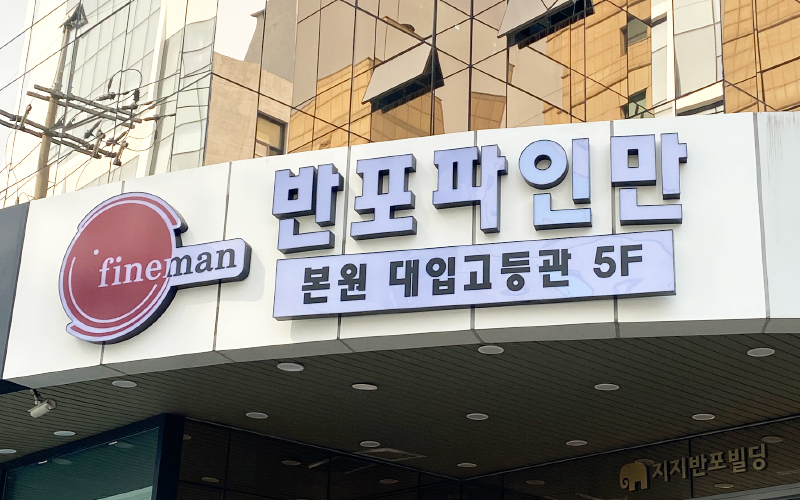 fineman
반포파인만
본원 대입고등관 5F
지지반포빌딩